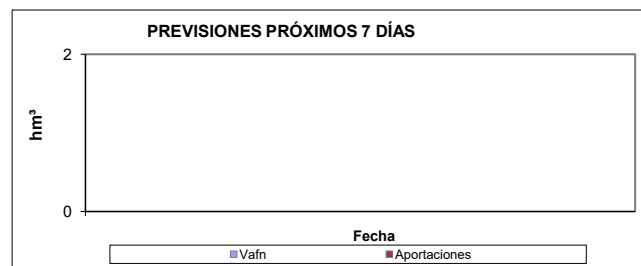 PREVISIONES PRÓXIMOS 7 DÍAS
2
hm³
0
Fecha
Vafn Aportaciones